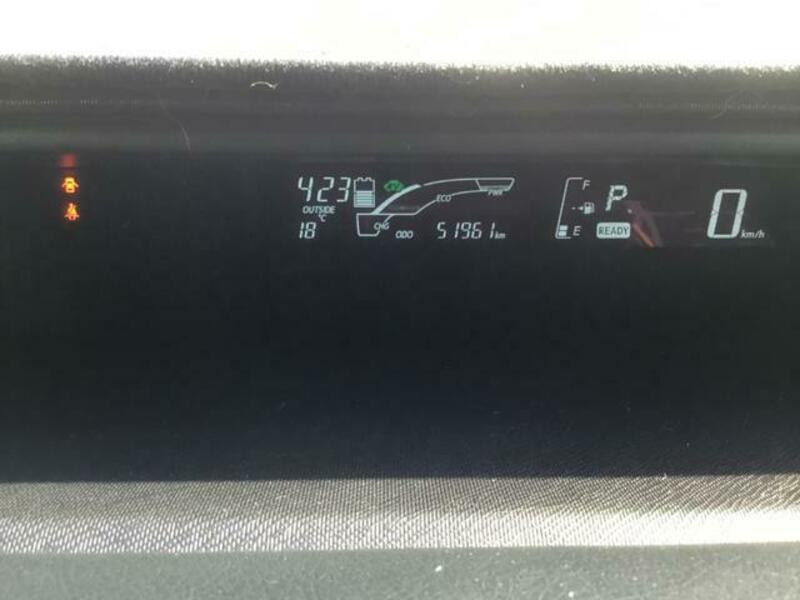 423
OUTSIDE
°C
18
CHG
ECO
PWR
ODO 51961 km
F
E
P
READY
0 km/h